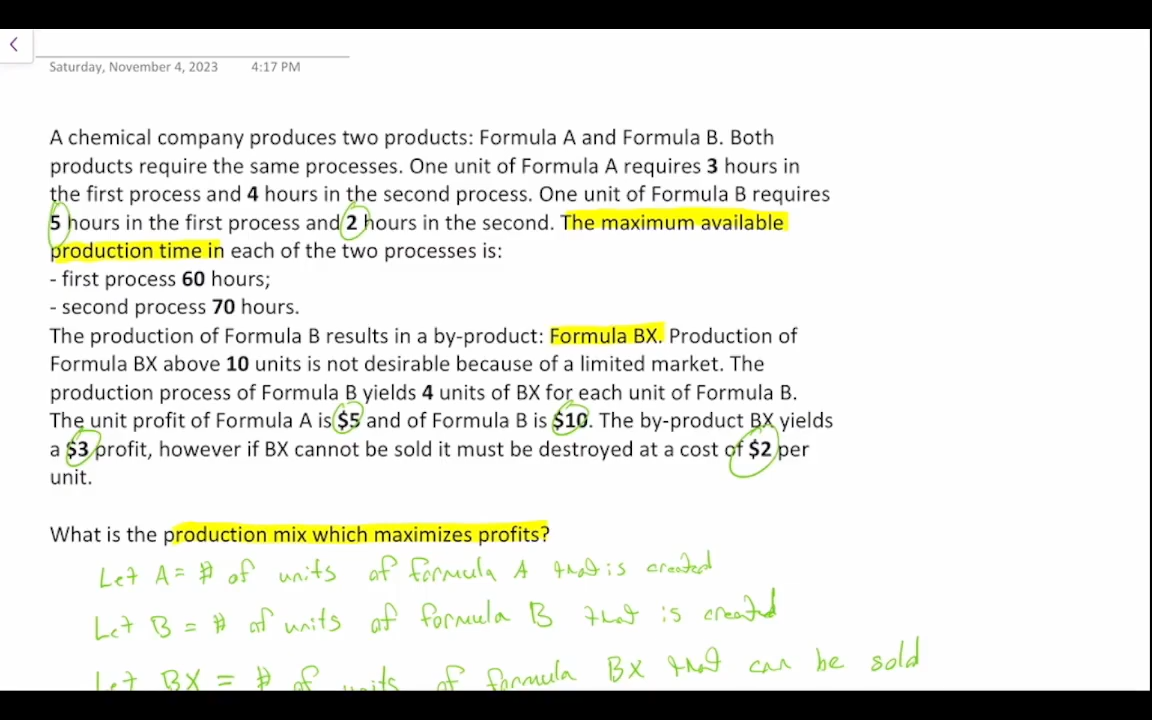 Saturday, November 4, 2023 4:17 PM
A chemical company produces two products: Formula A and Formula B. Both
products require the same processes. One unit of Formula A requires 3 hours in
the first process and 4 hours in the second process. One unit of Formula B requires
5 hours in the first process and 2 hours in the second. The maximum available
production time in each of the two processes is:
- first process 60 hours;
- second process 70 hours.
The production of Formula B results in a by-product: Formula BX. Production of
Formula BX above 10 units is not desirable because of a limited market. The
production process of Formula B yields 4 units of BX for each unit of Formula B.
The unit profit of Formula A is $5 and of Formula B is $10. The by-product BX yields
a $3 profit, however if BX cannot be sold it must be destroyed at a cost of $2 per
unit.
What is the production mix which maximizes profits?
Let A = # of units of formula A that is created
Let B = # of units of formula B that is created
Let BX = # of units of formula BX that can be sold